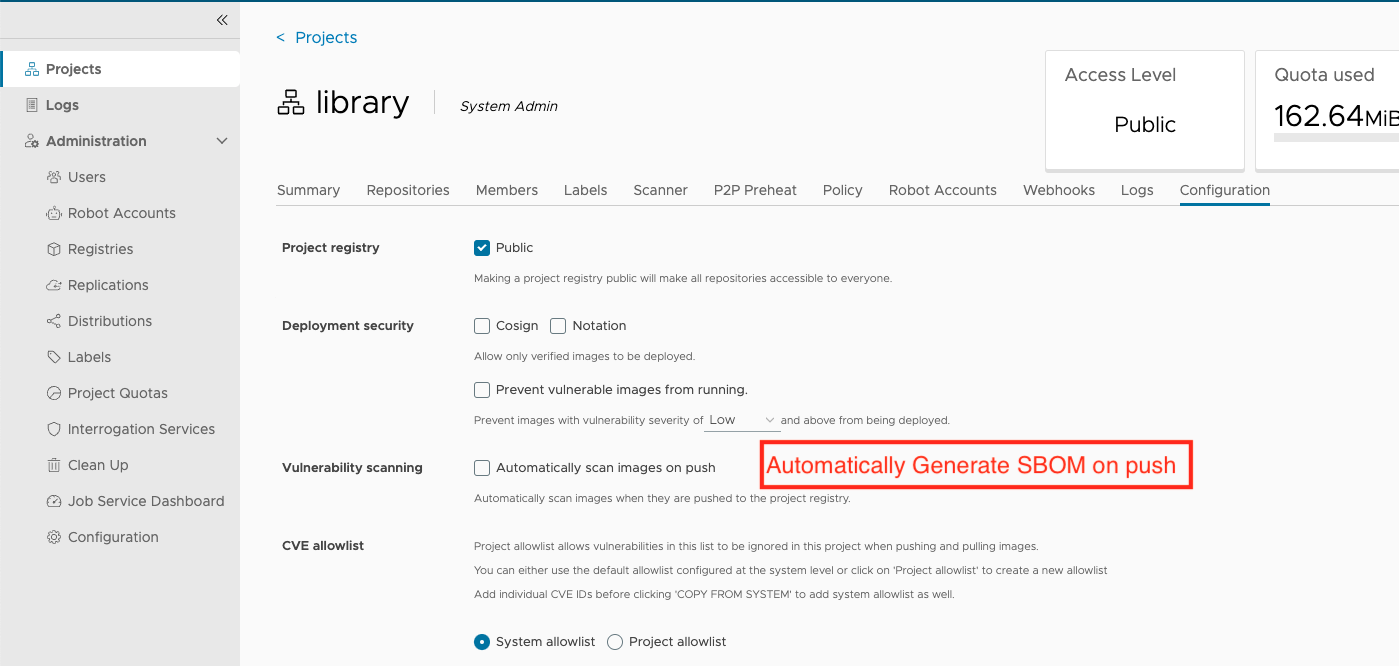 < Projects
Projects
Logs
Administration
Users
Robot Accounts
Registries
Replications
Distributions
Labels
Project Quotas
Interrogation Services
Clean Up
Job Service Dashboard
Configuration
library
System Admin
Access Level
Public
Quota used
162.64MiB
Summary Repositories Members Labels Scanner P2P Preheat Policy Robot Accounts Webhooks Logs Configuration
Project registry
Public
Making a project registry public will make all repositories accessible to everyone.
Deployment security
Cosign Notation
Allow only verified images to be deployed.
Prevent vulnerable images from running.
Prevent images with vulnerability severity of Low and above from being deployed.
Vulnerability scanning
Automatically scan images on push
Automatically Generate SBOM on push
Automatically scan images when they are pushed to the project registry.
CVE allowlist
Project allowlist allows vulnerabilities in this list to be ignored in this project when pushing and pulling images.
You can either use the default allowlist configured at the system level or click on 'Project allowlist' to create a new allowlist
Add individual CVE IDs before clicking 'COPY FROM SYSTEM' to add system allowlist as well.
System allowlist Project allowlist